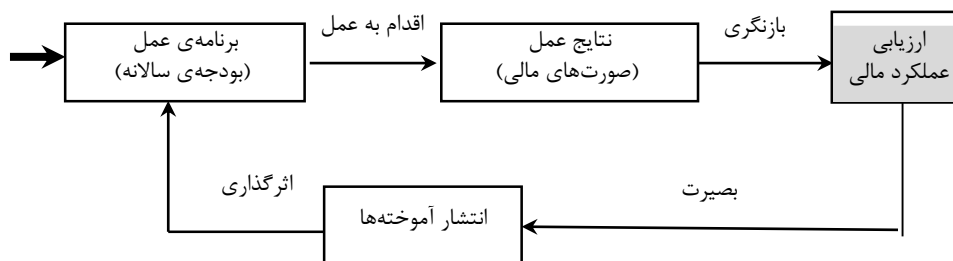 برنامه‌ی عمل
(بودجه‌ی سالانه)
اقدام به عمل
نتایج عمل
(صورت‌های مالی)
بازنگری
ارزیابی
عملکرد مالی
بصیرت
انتشار آموخته‌ها
اثرگذاری